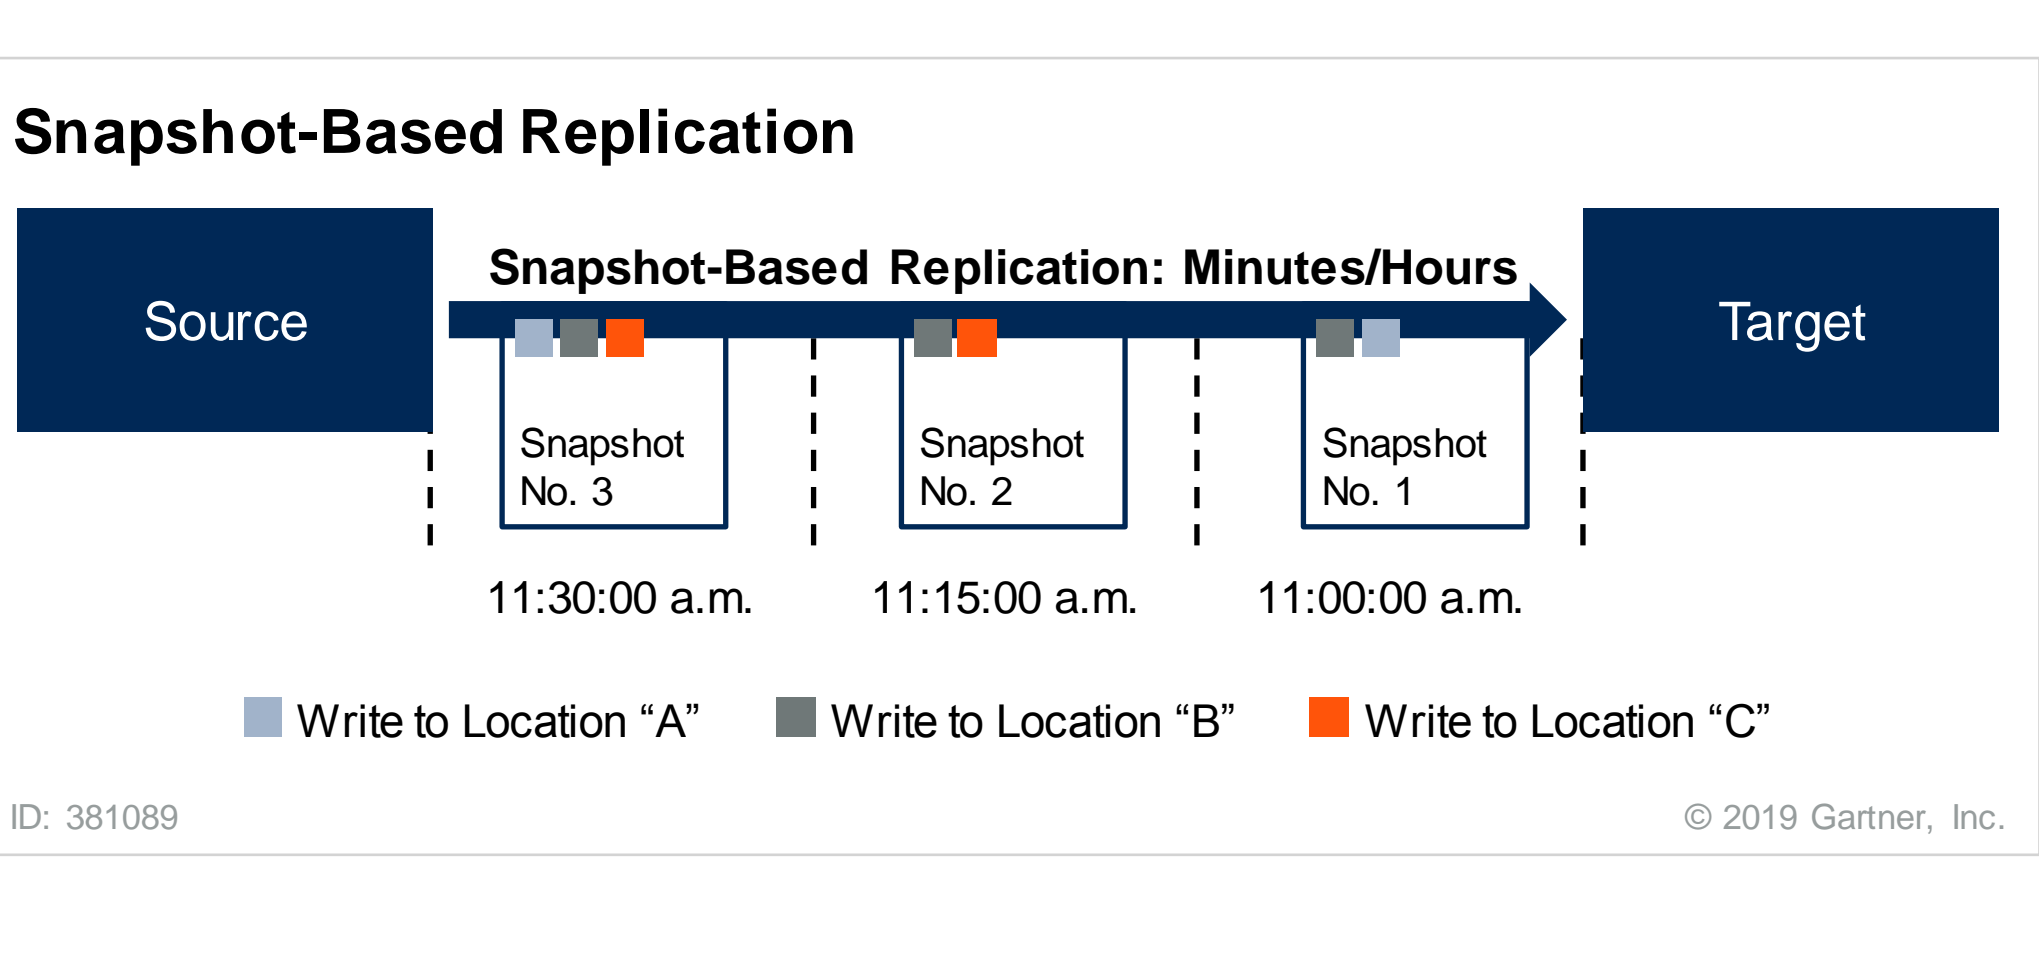 Snapshot-Based Replication
Snapshot-Based Replication: Minutes/Hours
Source
Target
Snapshot
No. 3
Snapshot
No. 2
Snapshot
No. 1
11:30:00 a.m.
11:15:00 a.m.
11:00:00 a.m.
Write to Location “A”
Write to Location “B”
Write to Location “C”
ID: 381089
© 2019 Gartner, Inc.